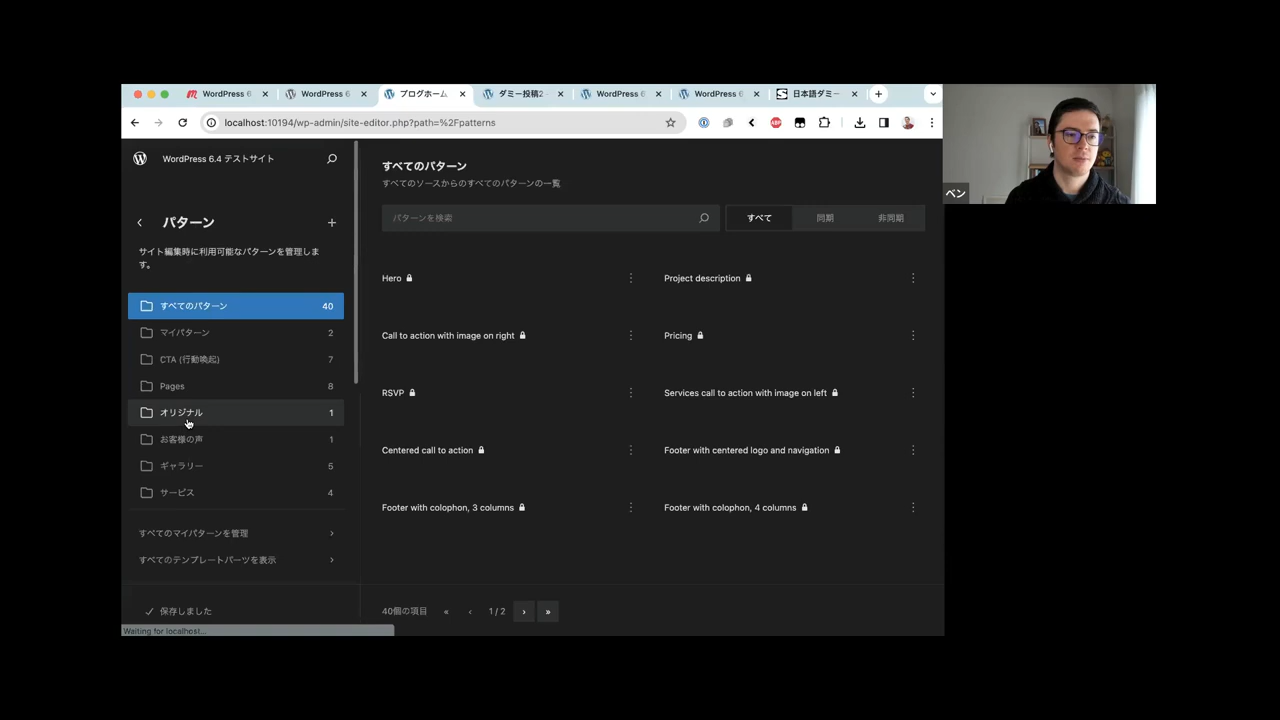 WordPress 6
WordPress 6
ブログホーム
ダミー投稿2
WordPress 6
WordPress 6
日本語ダミー
localhost:10194/wp-admin/site-editor.php?path=%2Fpatterns
ABP
WordPress 6.4 テストサイト
パターン
サイト編集時に利用可能なパターンを管理しま
す。
すべてのパターン 40
マイパターン 2
CTA (行動喚起) 7
Pages 8
オリジナル 1
お客様の声 1
ギャラリー 5
サービス 4
すべてのマイパターンを管理
すべてのテンプレートパーツを表示
保存しました
Waiting for localhost...
すべてのパターン
すべてのソースからのすべてのパターンの一覧
パターンを検索
すべて 同期 非同期
Hero
Project description
Call to action with image on right
Pricing
RSVP
Services call to action with image on left
Centered call to action
Footer with centered logo and navigation
Footer with colophon, 3 columns
Footer with colophon, 4 columns
40個の項目 « ‹ 1 / 2 › »
ベン